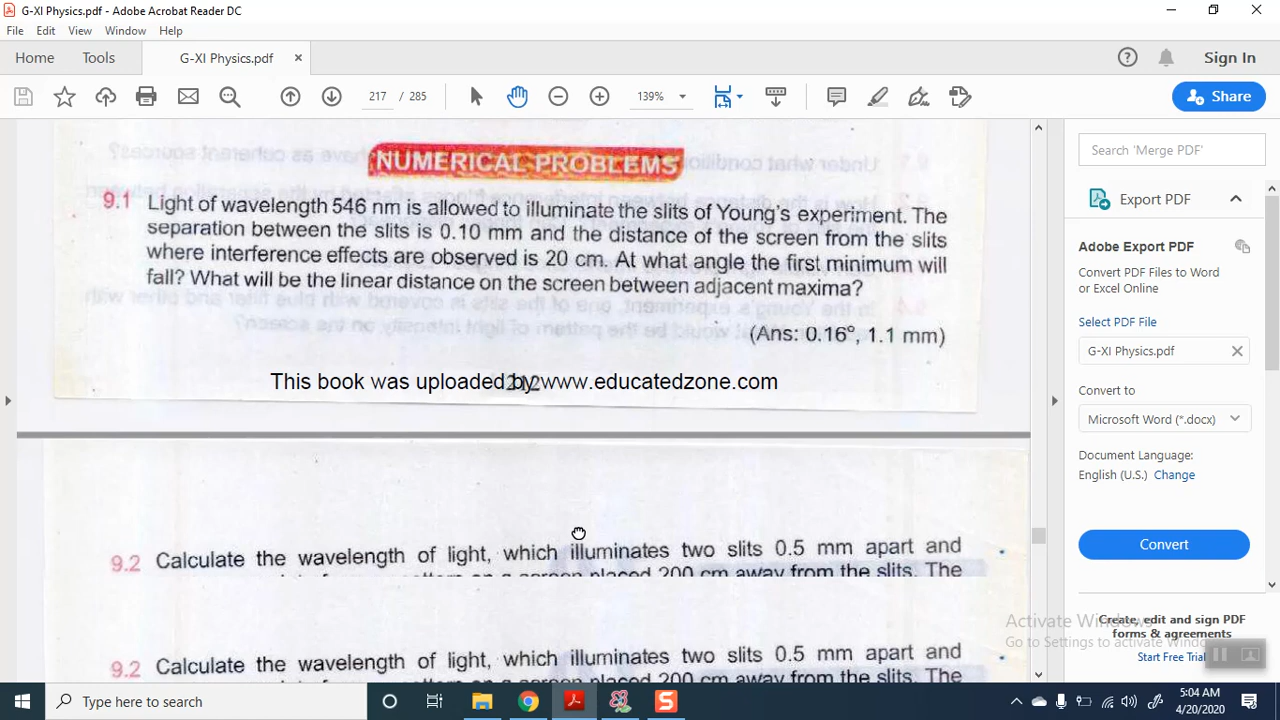 G-XI Physics.pdf - Adobe Acrobat Reader DC
File Edit View Window Help
Home Tools G-XI Physics.pdf × Sign In
217 / 285 139% Share
NUMERICAL PROBLEMS
9.1 Light of wavelength 546 nm is allowed to illuminate the slits of Young's experiment. The
separation between the slits is 0.10 mm and the distance of the screen from the slits
where interference effects are observed is 20 cm. At what angle the first minimum will
fall? What will be the linear distance on the screen between adjacent maxima?
(Ans: 0.16°, 1.1 mm)
This book was uploaded by www.educatedzone.com
212
9.2 Calculate the wavelength of light, which illuminates two slits 0.5 mm apart and
placed 200 cm away from the slits. The
9.2 Calculate the wavelength of light, which illuminates two slits 0.5 mm apart and
placed 200 cm away from the slits. The
Search 'Merge PDF'
Export PDF
Adobe Export PDF
Convert PDF Files to Word
or Excel Online
Select PDF File
G-XI Physics.pdf
Convert to
Microsoft Word (*.docx)
Document Language:
English (U.S.) Change
Convert
Create, edit and sign PDF
forms & agreements
Start Free Trial
Activate Windows
Go to Settings to activate Windows
Type here to search
5:04 AM
4/20/2020